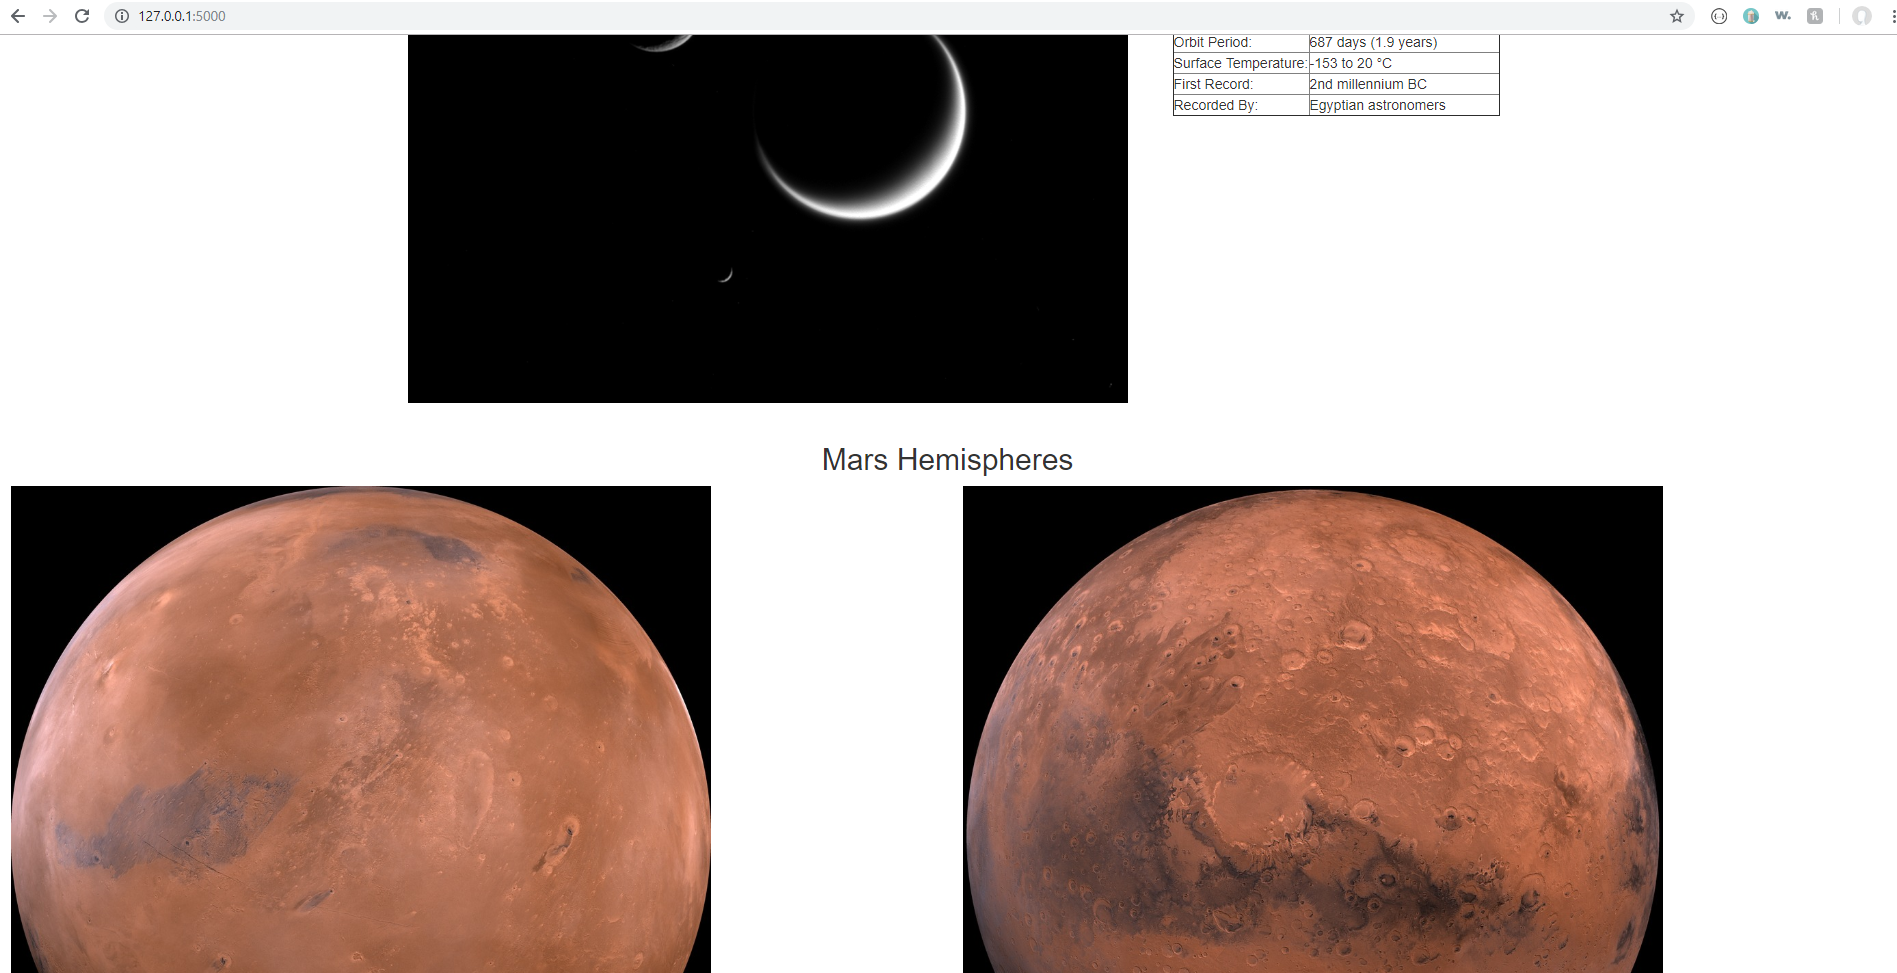 127.0.0.1:5000
w.
Orbit Period: 687 days (1.9 years)
Surface Temperature: -153 to 20 °C
First Record: 2nd millennium BC
Recorded By: Egyptian astronomers
Mars Hemispheres